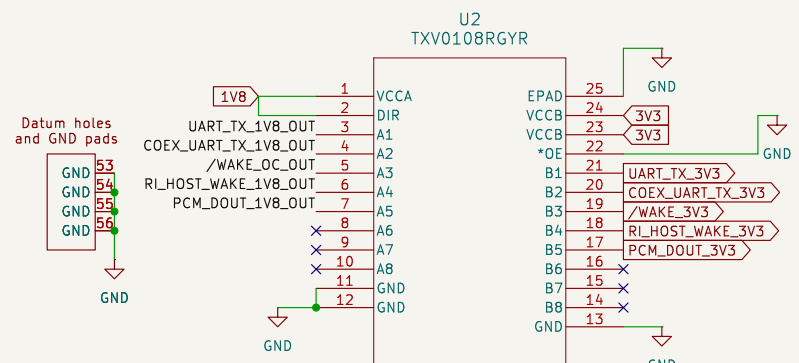 U2
TXV0108RGYR
1V8
1 VCCA
2 DIR
UART_TX_1V8_OUT 3 A1
COEX_UART_TX_1V8_OUT 4 A2
/WAKE_OC_OUT 5 A3
RI_HOST_WAKE_1V8_OUT 6 A4
PCM_DOUT_1V8_OUT 7 A5
8 A6
9 A7
10 A8
11 GND
12 GND
GND
EPAD 25
GND
VCCB 24 3V3
VCCB 23 3V3
*OE 22
GND
B1 21 UART_TX_3V3
B2 20 COEX_UART_TX_3V3
B3 19 /WAKE_3V3
B4 18 RI_HOST_WAKE_3V3
B5 17 PCM_DOUT_3V3
B6 16
B7 15
B8 14
GND 13
Datum holes
and GND pads
GND 53
GND 54
GND 55
GND 56
GND